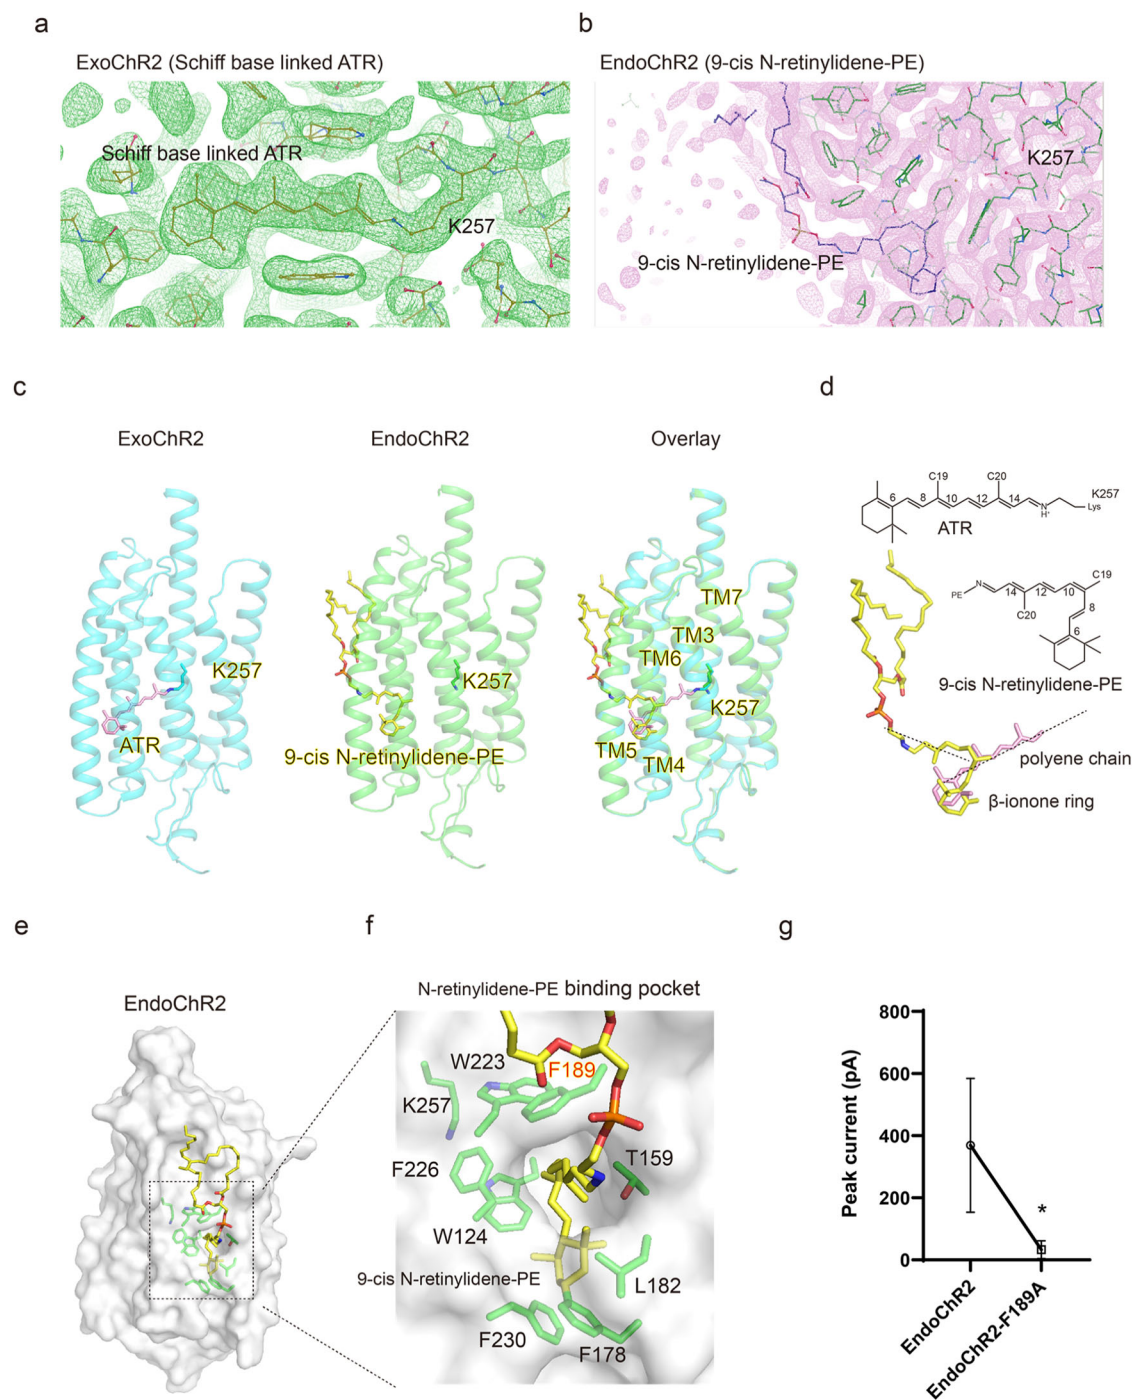 a
ExoChR2 (Schiff base linked ATR)
Schiff base linked ATR
K257
b
EndoChR2 (9-cis N-retinylidene-PE)
K257
9-cis N-retinylidene-PE
c
ExoChR2
EndoChR2
Overlay
K257
ATR
K257
9-cis N-retinylidene-PE
TM7
TM3
TM6
K257
TM5
TM4
d
C19
C20
K257
6
8
10
12
14
N
H+
Lys
ATR
PE
N
14
12
10
C19
C20
8
6
9-cis N-retinylidene-PE
polyene chain
β-ionone ring
e
EndoChR2
f
N-retinylidene-PE binding pocket
W223
F189
K257
F226
T159
W124
9-cis N-retinylidene-PE
L182
F230
F178
g
Peak current (pA)
800
600
400
200
0
*
EndoChR2
EndoChR2-F189A